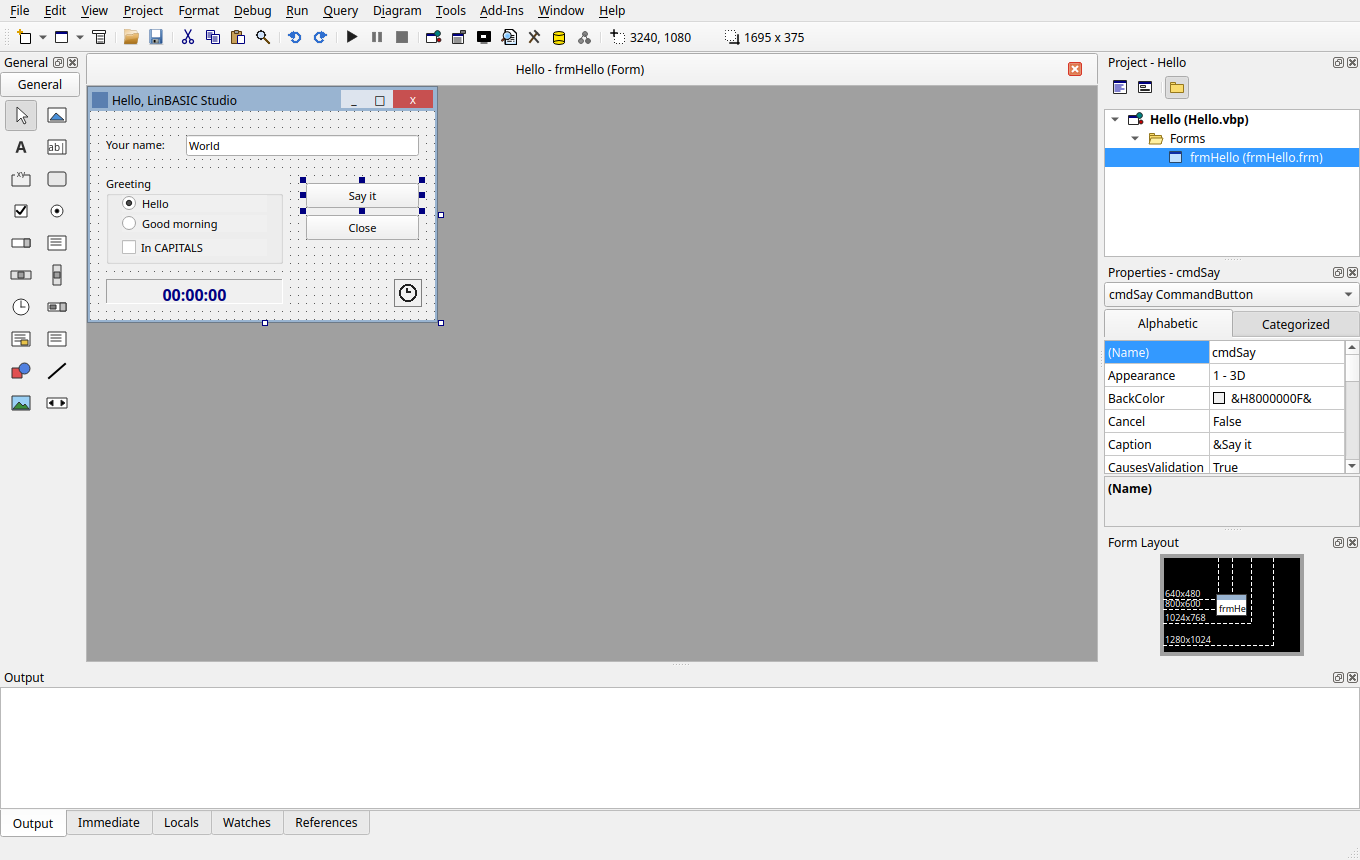 File Edit View Project Format Debug Run Query Diagram Tools Add-Ins Window Help
3240, 1080 1695 x 375
General
General
Hello - frmHello (Form)
Hello, LinBASIC Studio
Your name: World
Greeting
Hello
Good morning
In CAPITALS
Say it
Close
00:00:00
A
ab|
xy
Project - Hello
Hello (Hello.vbp)
Forms
frmHello (frmHello.frm)
Properties - cmdSay
cmdSay CommandButton
Alphabetic Categorized
(Name) cmdSay
Appearance 1 - 3D
BackColor &H8000000F&
Cancel False
Caption &Say it
CausesValidation True
(Name)
Form Layout
640x480
800x600
1024x768
1280x1024
frmHe
Output
Output Immediate Locals Watches References